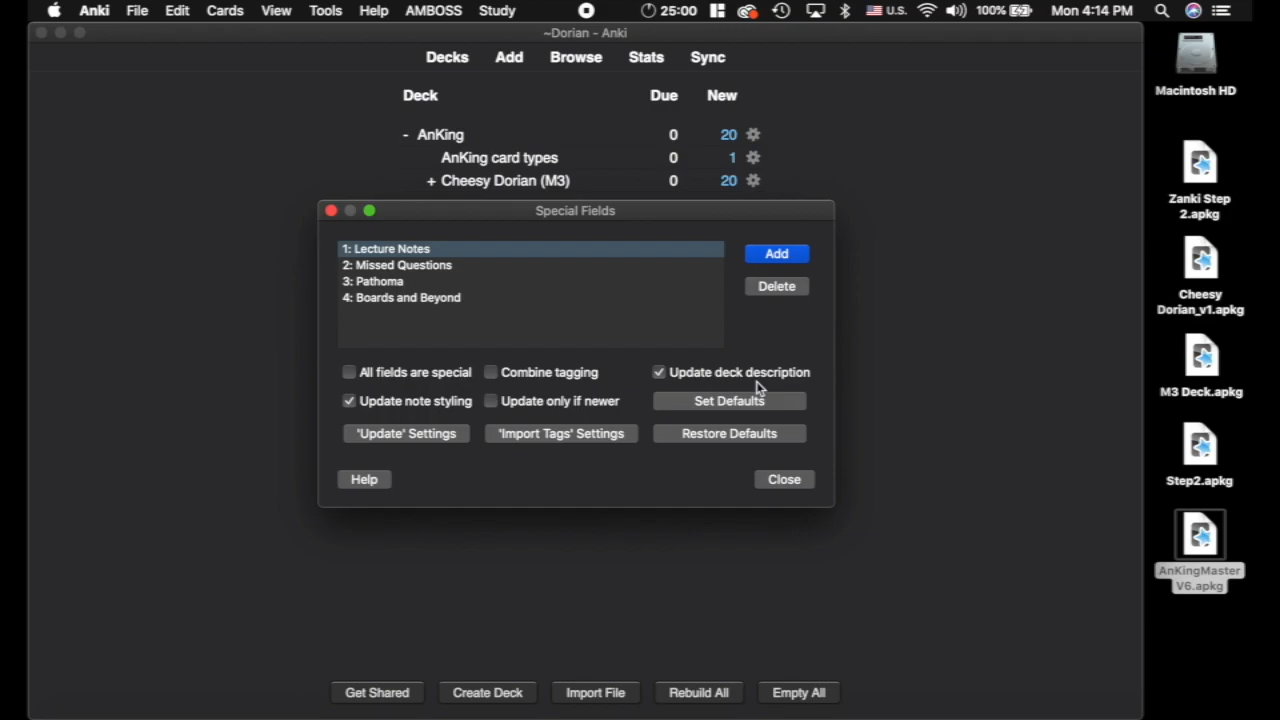 Anki File Edit Cards View Tools Help AMBOSS Study 25:00 U.S. 100% Mon 4:14 PM
~Dorian - Anki
Decks Add Browse Stats Sync
Deck Due New
- AnKing 0 20
AnKing card types 0 1
+ Cheesy Dorian (M3) 0 20
Special Fields
1: Lecture Notes
2: Missed Questions
3: Pathoma
4: Boards and Beyond
Add
Delete
All fields are special Combine tagging Update deck description
Update note styling Update only if newer Set Defaults
'Update' Settings 'Import Tags' Settings Restore Defaults
Help Close
Get Shared Create Deck Import File Rebuild All Empty All
Macintosh HD
Zanki Step
2.apkg
Cheesy
Dorian_v1.apkg
M3 Deck.apkg
Step2.apkg
AnKingMaster
V6.apkg